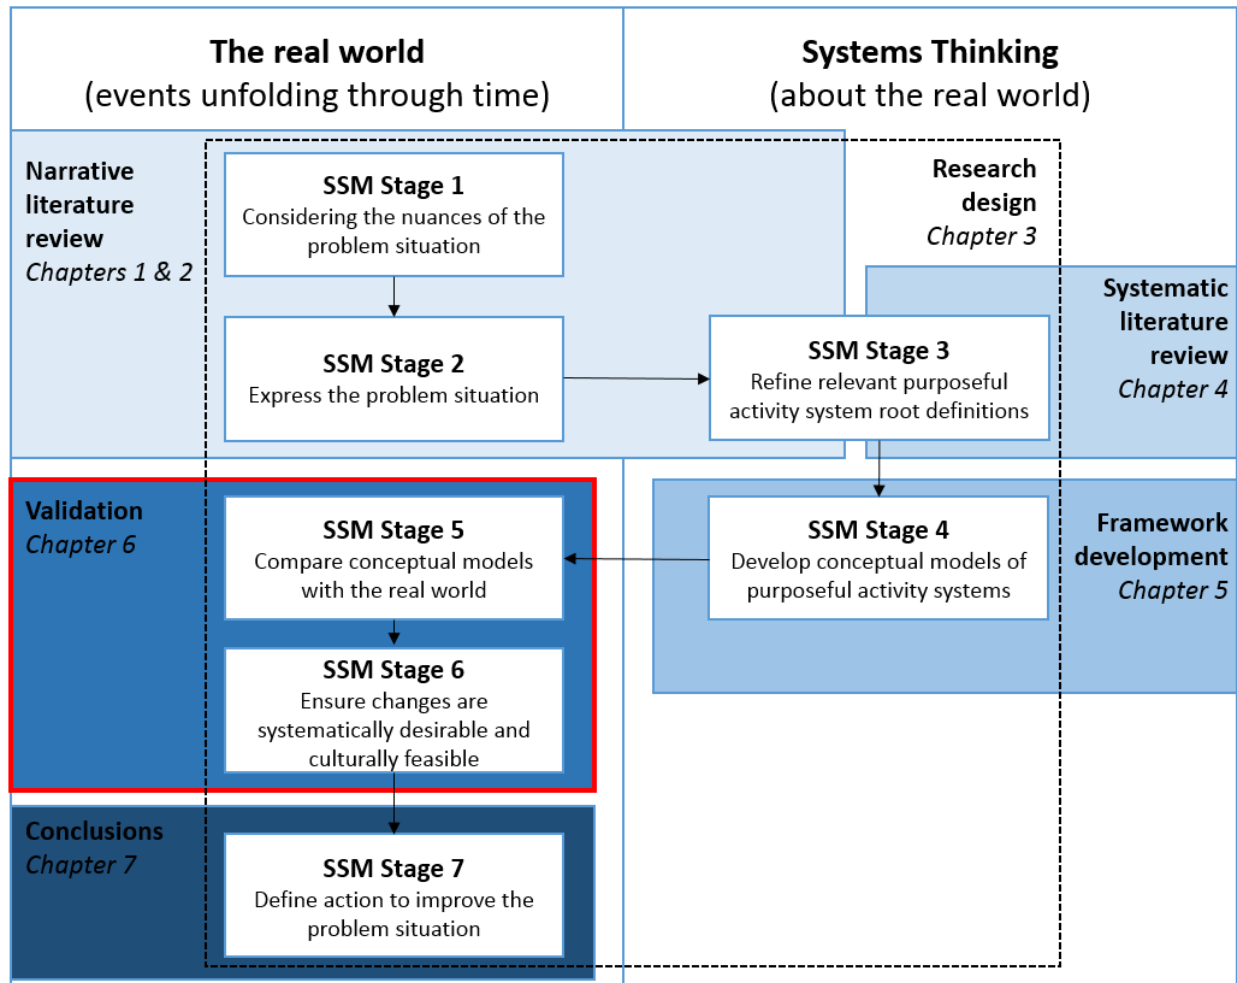 The real world
(events unfolding through time)
Systems Thinking
(about the real world)
Narrative
literature
review
Chapters 1 & 2
SSM Stage 1
Considering the nuances of the
problem situation
Research
design
Chapter 3
SSM Stage 2
Express the problem situation
SSM Stage 3
Refine relevant purposeful
activity system root definitions
Systematic
literature
review
Chapter 4
Validation
Chapter 6
SSM Stage 5
Compare conceptual models
with the real world
SSM Stage 4
Develop conceptual models of
purposeful activity systems
Framework
development
Chapter 5
SSM Stage 6
Ensure changes are
systematically desirable and
culturally feasible
Conclusions
Chapter 7
SSM Stage 7
Define action to improve the
problem situation